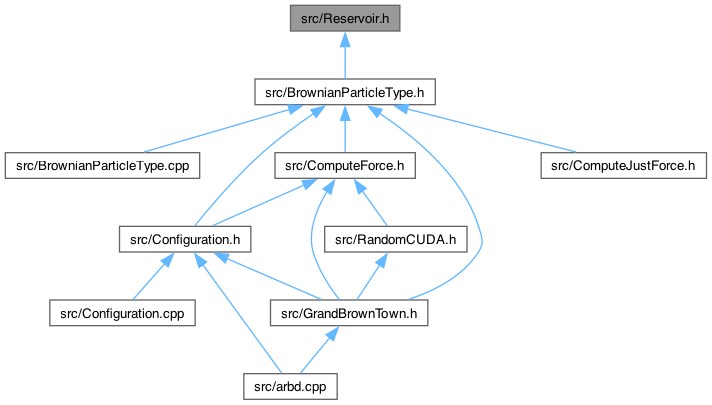 src/Reservoir.h
src/BrownianParticleType.h
src/BrownianParticleType.cpp
src/ComputeForce.h
src/ComputeJustForce.h
src/Configuration.h
src/RandomCUDA.h
src/Configuration.cpp
src/GrandBrownTown.h
src/arbd.cpp